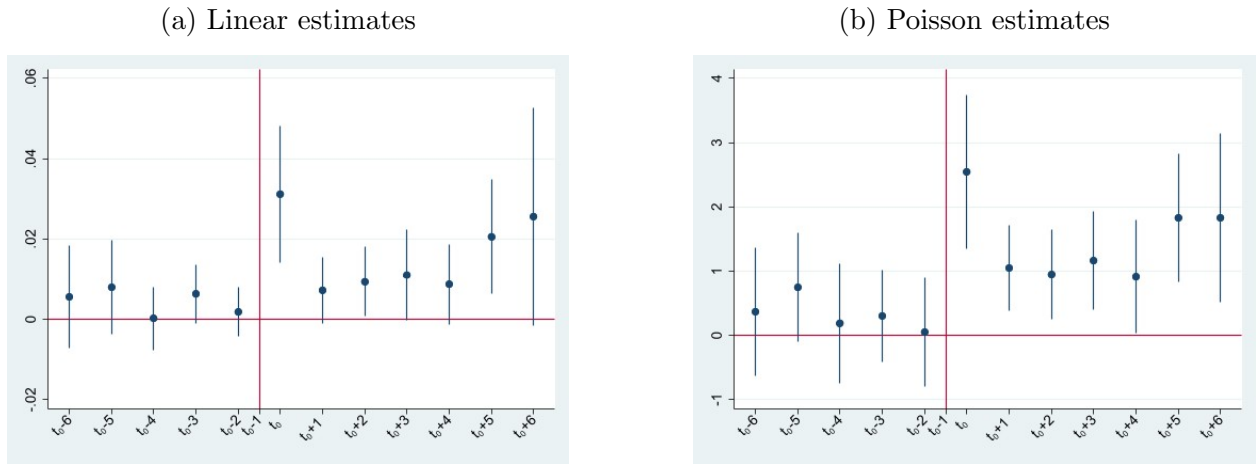 (a) Linear estimates
.06
.04
.02
0
-.02
t₀-6 t₀-5 t₀-4 t₀-3 t₀-2 t₀-1 t₀ t₀+1 t₀+2 t₀+3 t₀+4 t₀+5 t₀+6
(b) Poisson estimates
4
3
2
1
0
-1
t₀-6 t₀-5 t₀-4 t₀-3 t₀-2 t₀-1 t₀ t₀+1 t₀+2 t₀+3 t₀+4 t₀+5 t₀+6